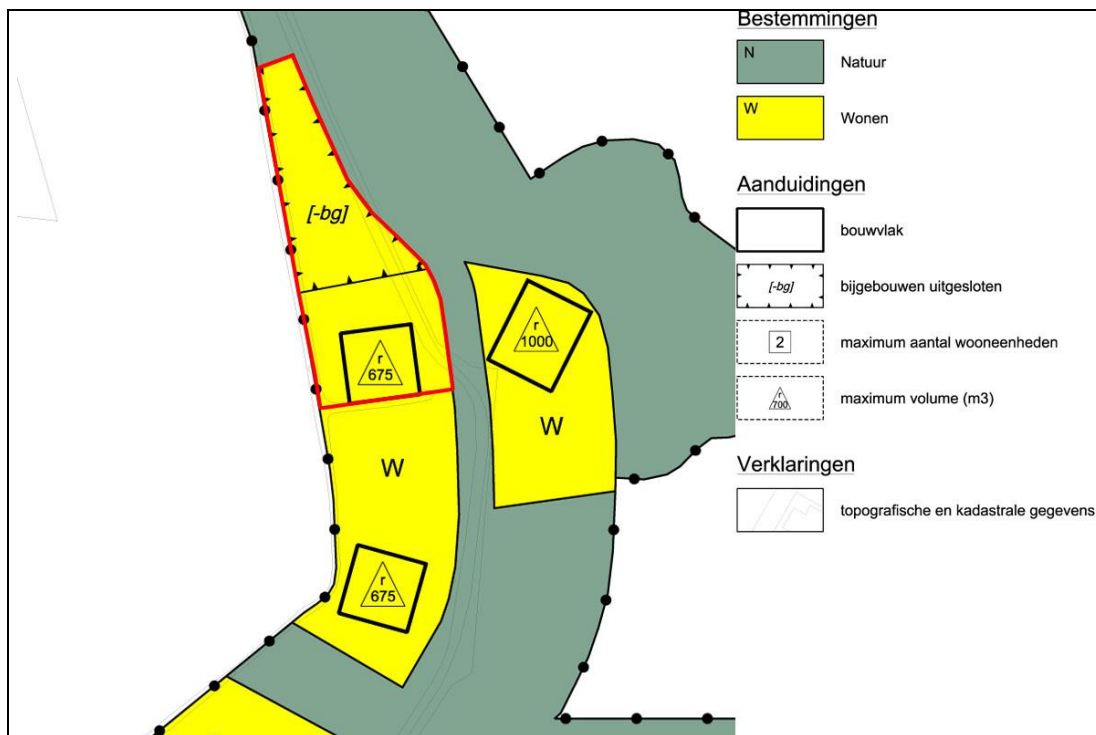 [-bg]
r
675
r
1000
W
W
r
675
Bestemmingen
N
Natuur
W
Wonen
Aanduidingen
bouwvlak
[-bg]
bijgebouwen uitgesloten
2
maximum aantal wooneenheden
r
700
maximum volume (m3)
Verklaringen
topografische en kadastrale gegevens